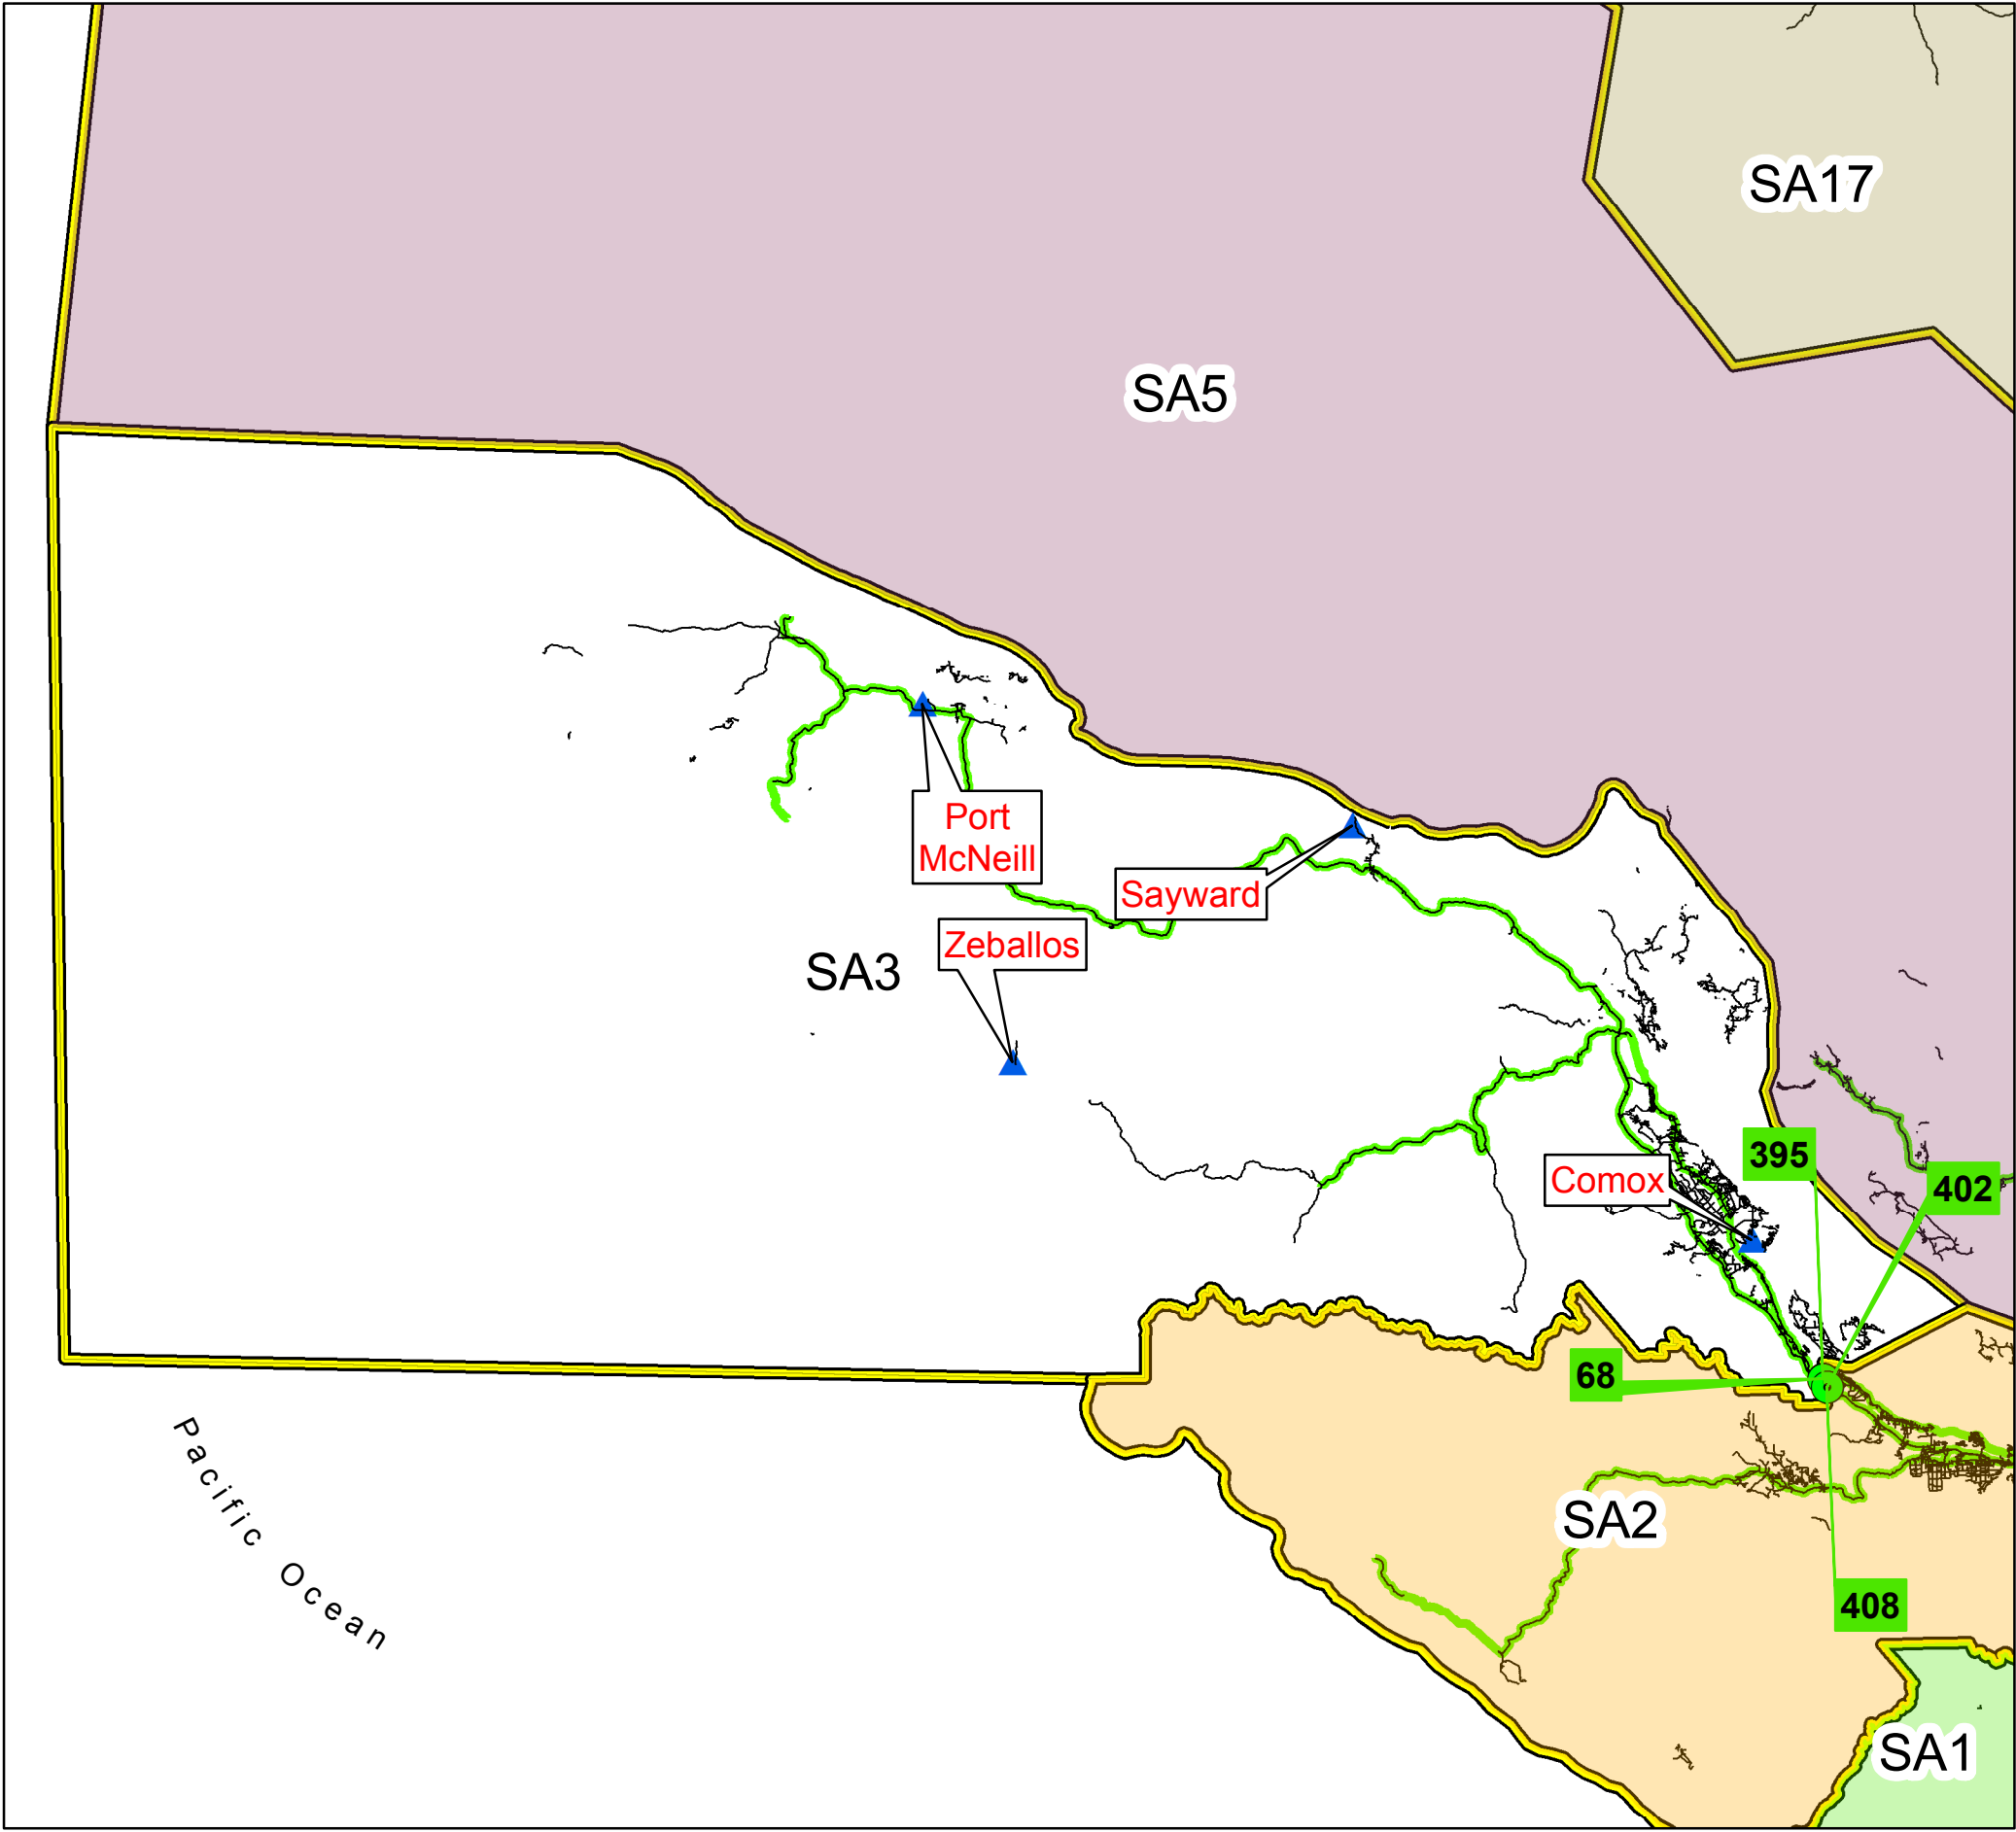 SA17
SA5
Port
McNeill
Sayward
Zeballos
SA3
395
Comox
402
68
Pacific Ocean
SA2
408
SA1